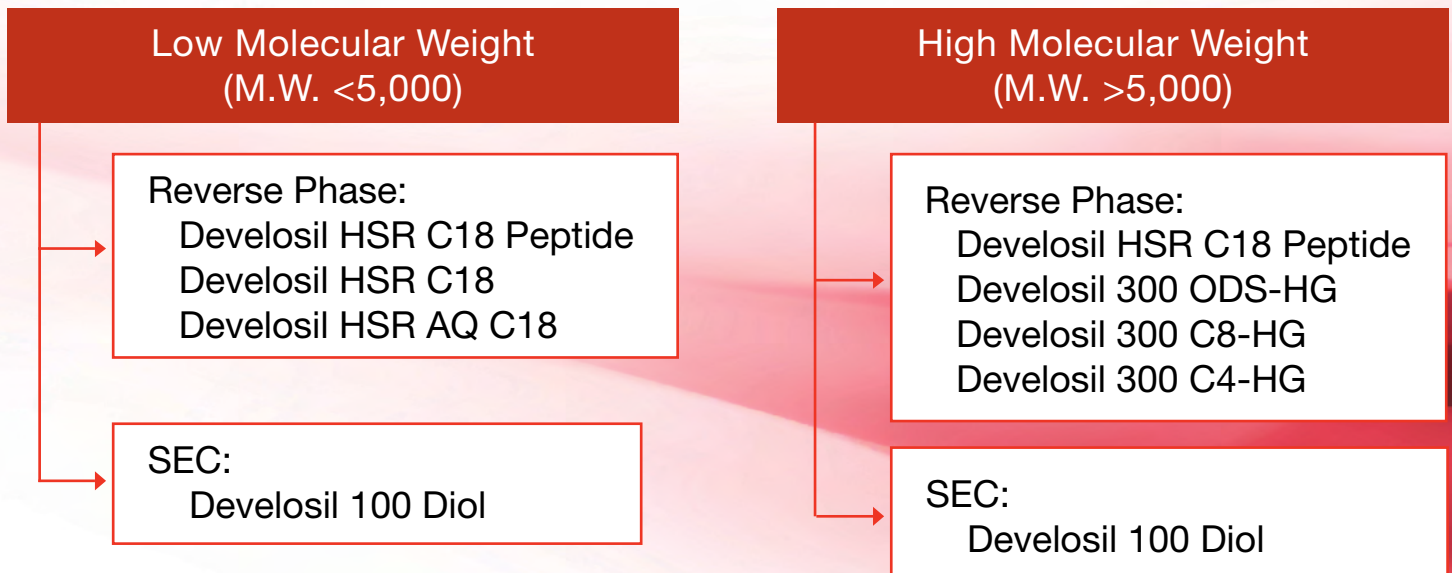 Low Molecular Weight
(M.W. <5,000)
Reverse Phase:
Develosil HSR C18 Peptide
Develosil HSR C18
Develosil HSR AQ C18
SEC:
Develosil 100 Diol
High Molecular Weight
(M.W. >5,000)
Reverse Phase:
Develosil HSR C18 Peptide
Develosil 300 ODS-HG
Develosil 300 C8-HG
Develosil 300 C4-HG
SEC:
Develosil 100 Diol